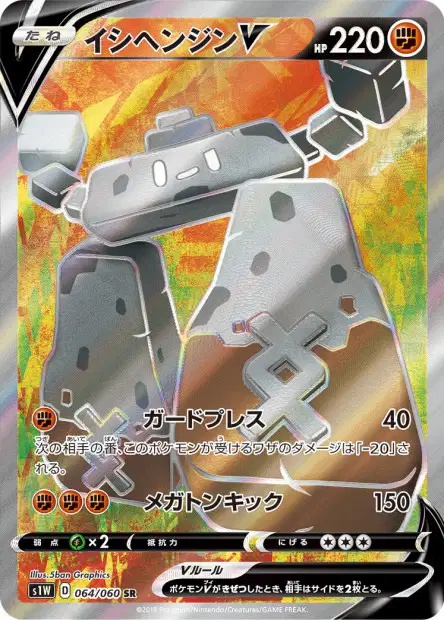 たね イシヘンジンV HP 220
ガードプレス 40
次の相手の番、このポケモンが受けるワザのダメージは「-20」さ
れる。
メガトンキック 150
弱点 ×2 抵抗力 にげる
Illus. 5ban Graphics
Vルール
s1W D 064/060 SR
ポケモンVがきぜつしたとき、相手はサイドを2枚とる。
©2019 Pokémon/Nintendo/Creatures/GAME FREAK.